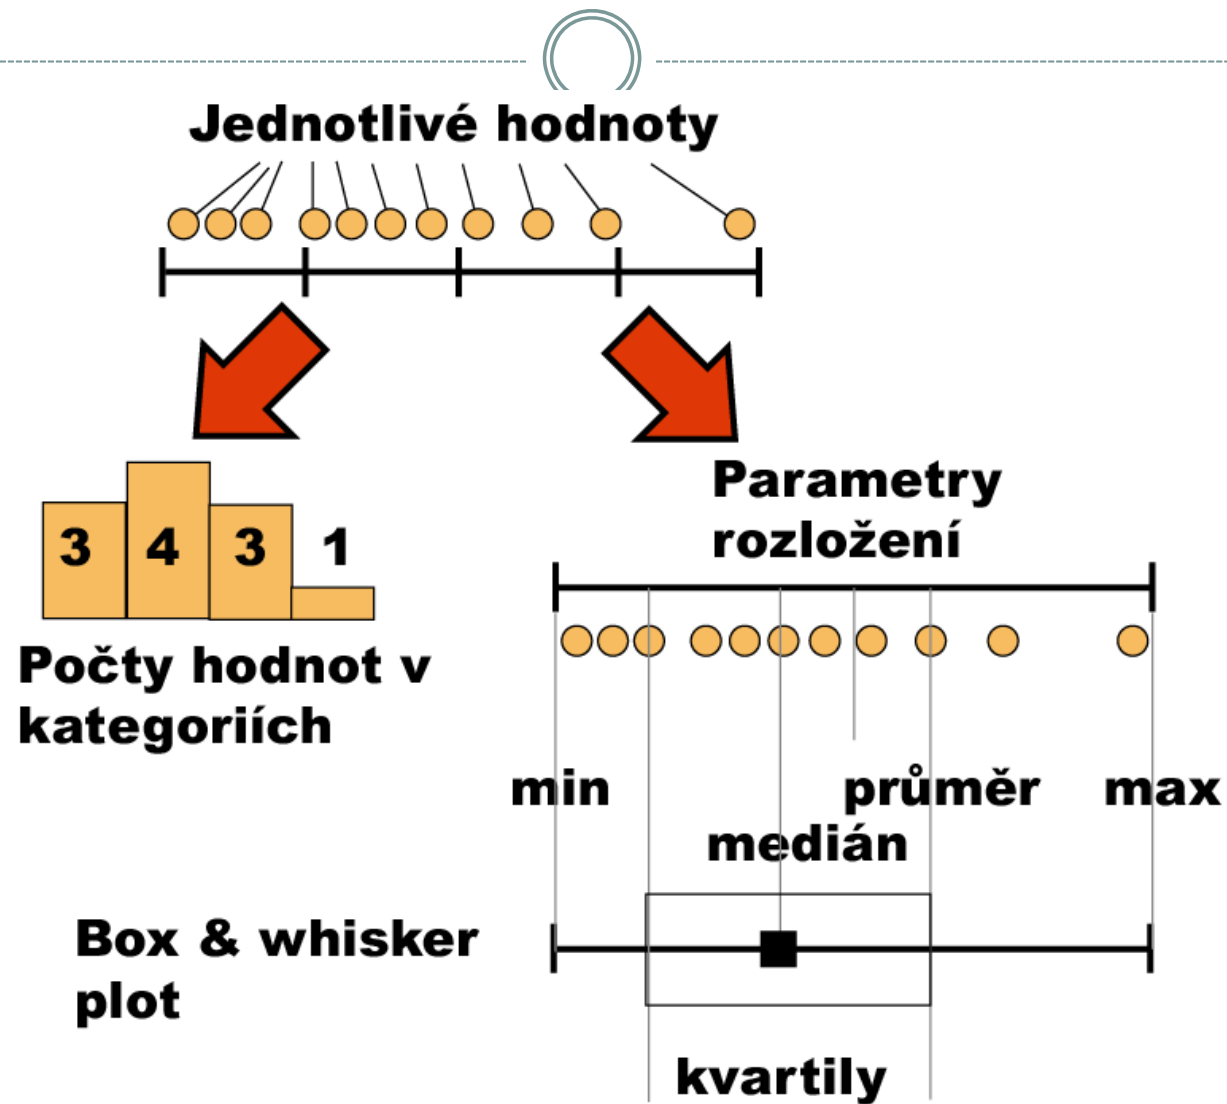 Jednotlivé hodnoty
3 4 3 1
Počty hodnot v
kategoriích
Parametry
rozložení
min průměr max
medián
Box & whisker
plot
kvartily